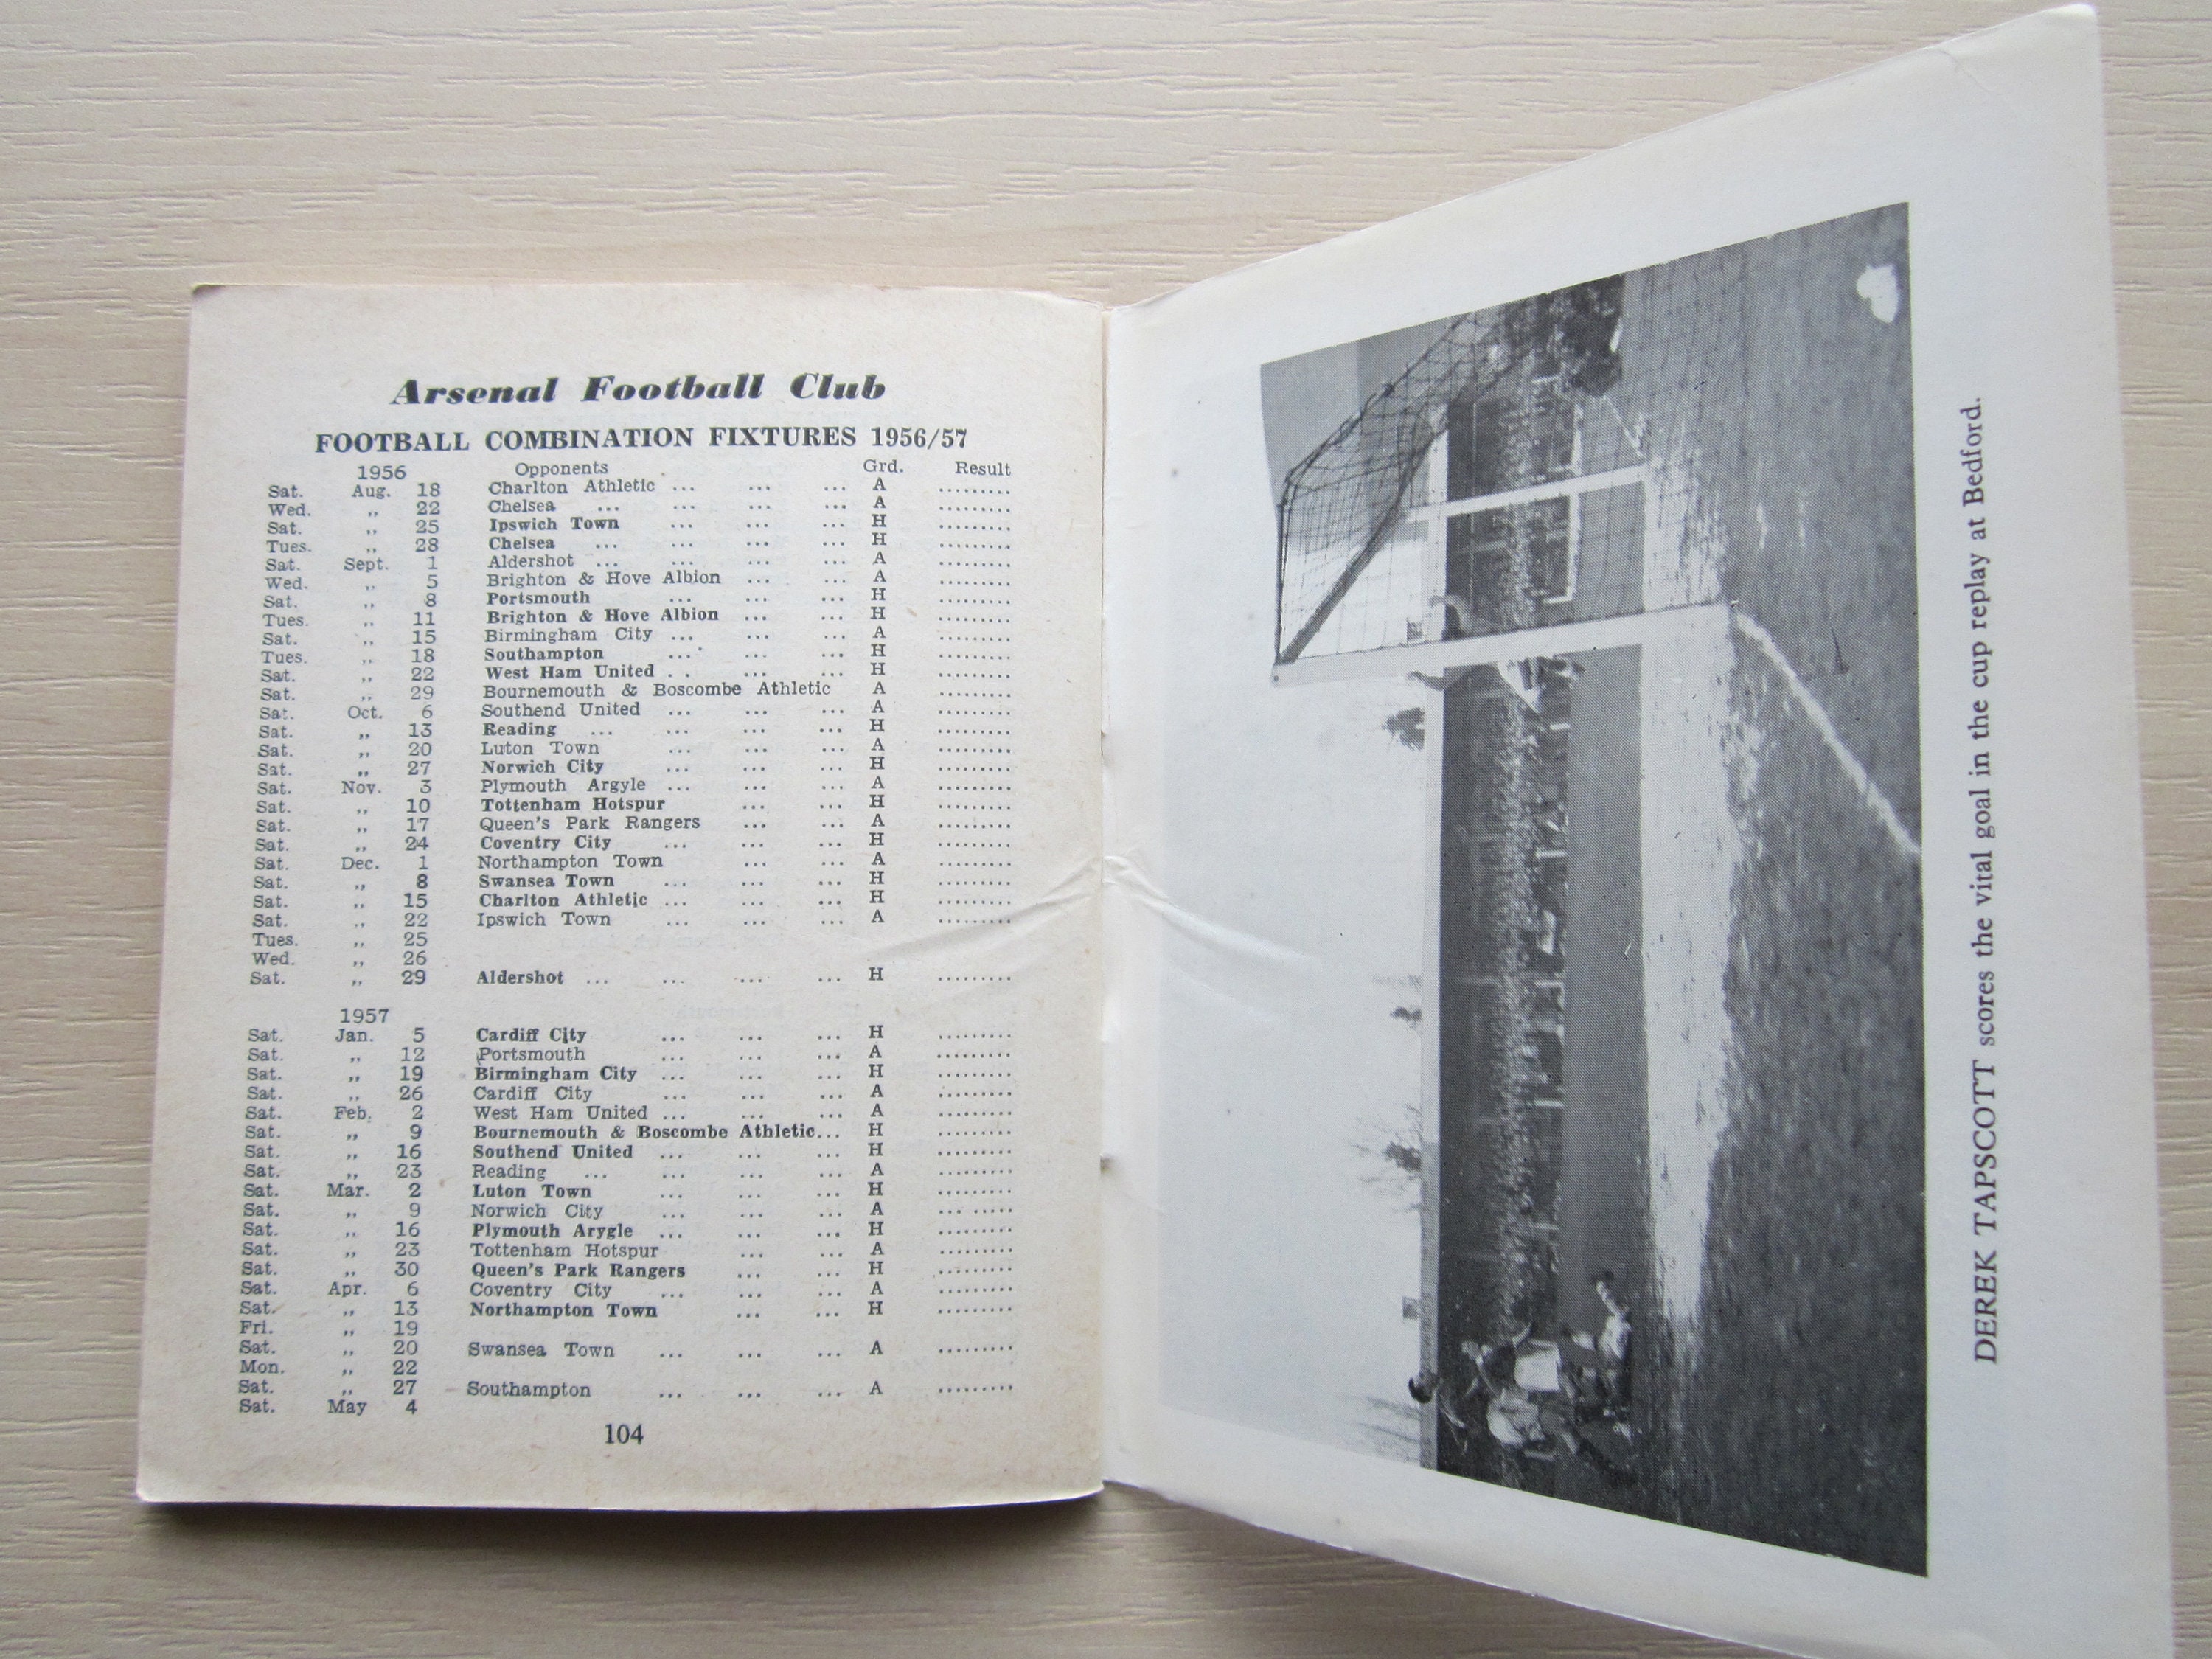 Arsenal Football Club
FOOTBALL COMBINATION FIXTURES 1956/57
1956 Opponents Grd. Result
Sat. Aug. 18 Charlton Athletic ... ... ... A .........
Wed. ,, 22 Chelsea ... ... ... ... A .........
Sat. ,, 25 Ipswich Town ... ... ... H .........
Tues. ,, 28 Chelsea ... ... ... ... H .........
Sat. Sept. 1 Aldershot ... ... ... ... A .........
Wed. ,, 5 Brighton & Hove Albion ... ... A .........
Sat. ,, 8 Portsmouth ... ... ... H .........
Tues. ,, 11 Brighton & Hove Albion ... ... H .........
Sat. ,, 15 Birmingham City ... ... ... A .........
Tues. ,, 18 Southampton ... ... ... H .........
Sat. ,, 22 West Ham United . . ... ... H .........
Sat. ,, 29 Bournemouth & Boscombe Athletic A .........
Sat. Oct. 6 Southend United ... ... ... A .........
Sat. ,, 13 Reading ... ... ... ... H .........
Sat. ,, 20 Luton Town ... ... ... A .........
Sat. ,, 27 Norwich City ... ... ... H .........
Sat. Nov. 3 Plymouth Argyle ... ... ... A .........
Sat. ,, 10 Tottenham Hotspur ... ... H .........
Sat. ,, 17 Queen's Park Rangers ... ... A .........
Sat. ,, 24 Coventry City ... ... ... H .........
Sat. Dec. 1 Northampton Town ... ... A .........
Sat. ,, 8 Swansea Town ... ... ... H .........
Sat. ,, 15 Charlton Athletic ... ... ... H .........
Sat. ,, 22 Ipswich Town ... ... ... A .........
Tues. ,, 25
Wed. ,, 26
Sat. ,, 29 Aldershot ... ... ... ... H .........
1957
Sat. Jan. 5 Cardiff City ... ... ... H .........
Sat. ,, 12 Portsmouth ... ... ... A .........
Sat. ,, 19 Birmingham City ... ... ... H .........
Sat. ,, 26 Cardiff City ... ... ... A .........
Sat. Feb. 2 West Ham United ... ... ... A .........
Sat. ,, 9 Bournemouth & Boscombe Athletic... H .........
Sat. ,, 16 Southend United ... ... ... H .........
Sat. ,, 23 Reading ... ... ... ... A .........
Sat. Mar. 2 Luton Town ... ... ... H .........
Sat. ,, 9 Norwich City ... ... ... A .........
Sat. ,, 16 Plymouth Arygle ... ... ... H .........
Sat. ,, 23 Tottenham Hotspur ... ... A .........
Sat. ,, 30 Queen's Park Rangers ... ... H .........
Sat. Apr. 6 Coventry City ... ... ... A .........
Sat. ,, 13 Northampton Town ... ... H .........
Fri. ,, 19
Sat. ,, 20 Swansea Town ... ... ... A .........
Mon. ,, 22
Sat. ,, 27 Southampton ... ... ... A .........
Sat. May 4
104
DEREK TAPSCOTT scores the vital goal in the cup replay at Bedford.